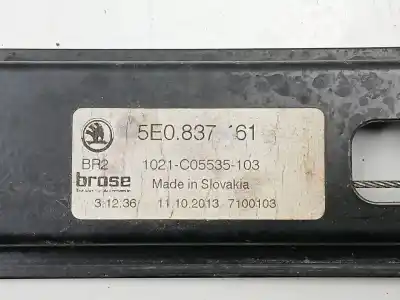 5E0.837 61
BR2 1021-C05535-103
brose Made in Slovakia
3:12:36 11.10.2013 7100103